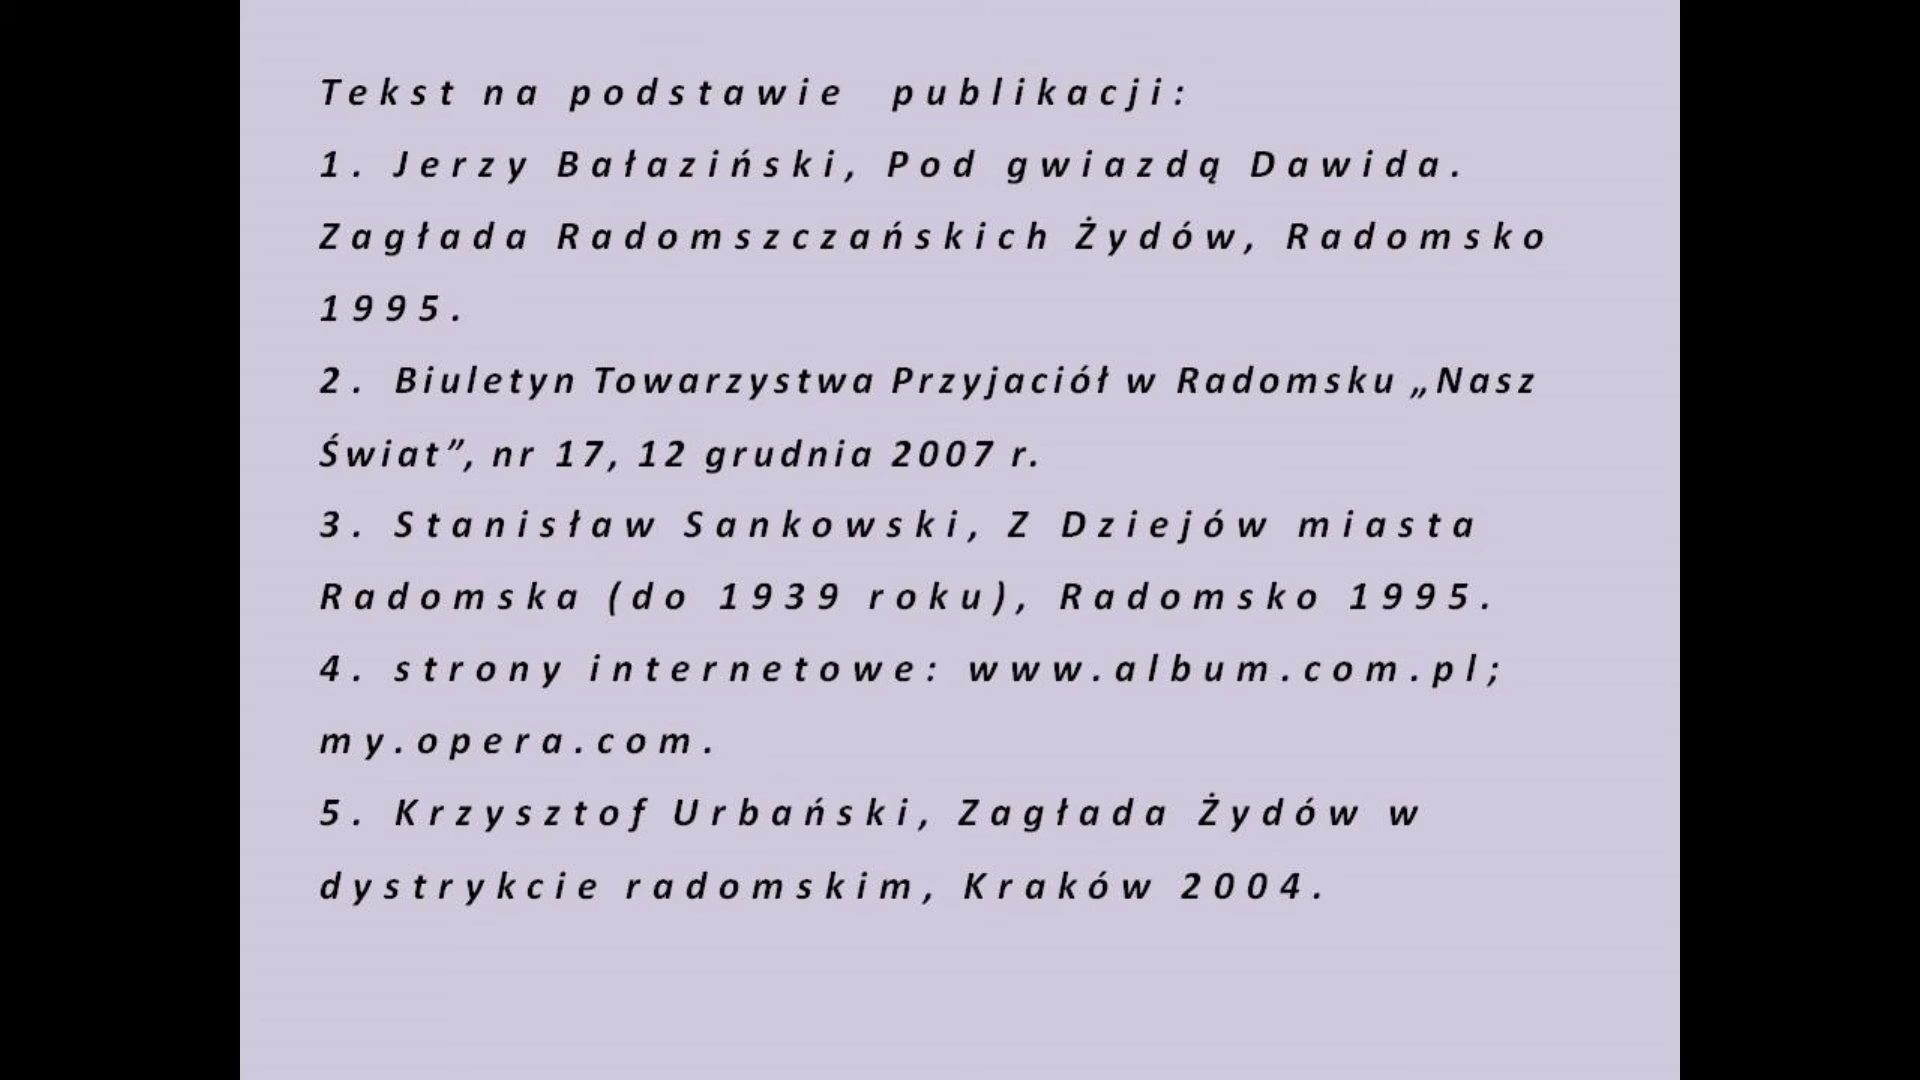 Tekst na podstawie publikacji:
1. Jerzy Bałaziński, Pod gwiazdą Dawida.
Zagłada Radomszczańskich Żydów, Radomsko
1995.
2. Biuletyn Towarzystwa Przyjaciół w Radomsku „Nasz
Świat”, nr 17, 12 grudnia 2007 r.
3. Stanisław Sankowski, Z Dziejów miasta
Radomska (do 1939 roku), Radomsko 1995.
4. strony internetowe: www.album.com.pl;
my.opera.com.
5. Krzysztof Urbański, Zagłada Żydów w
dystrykcie radomskim, Kraków 2004.